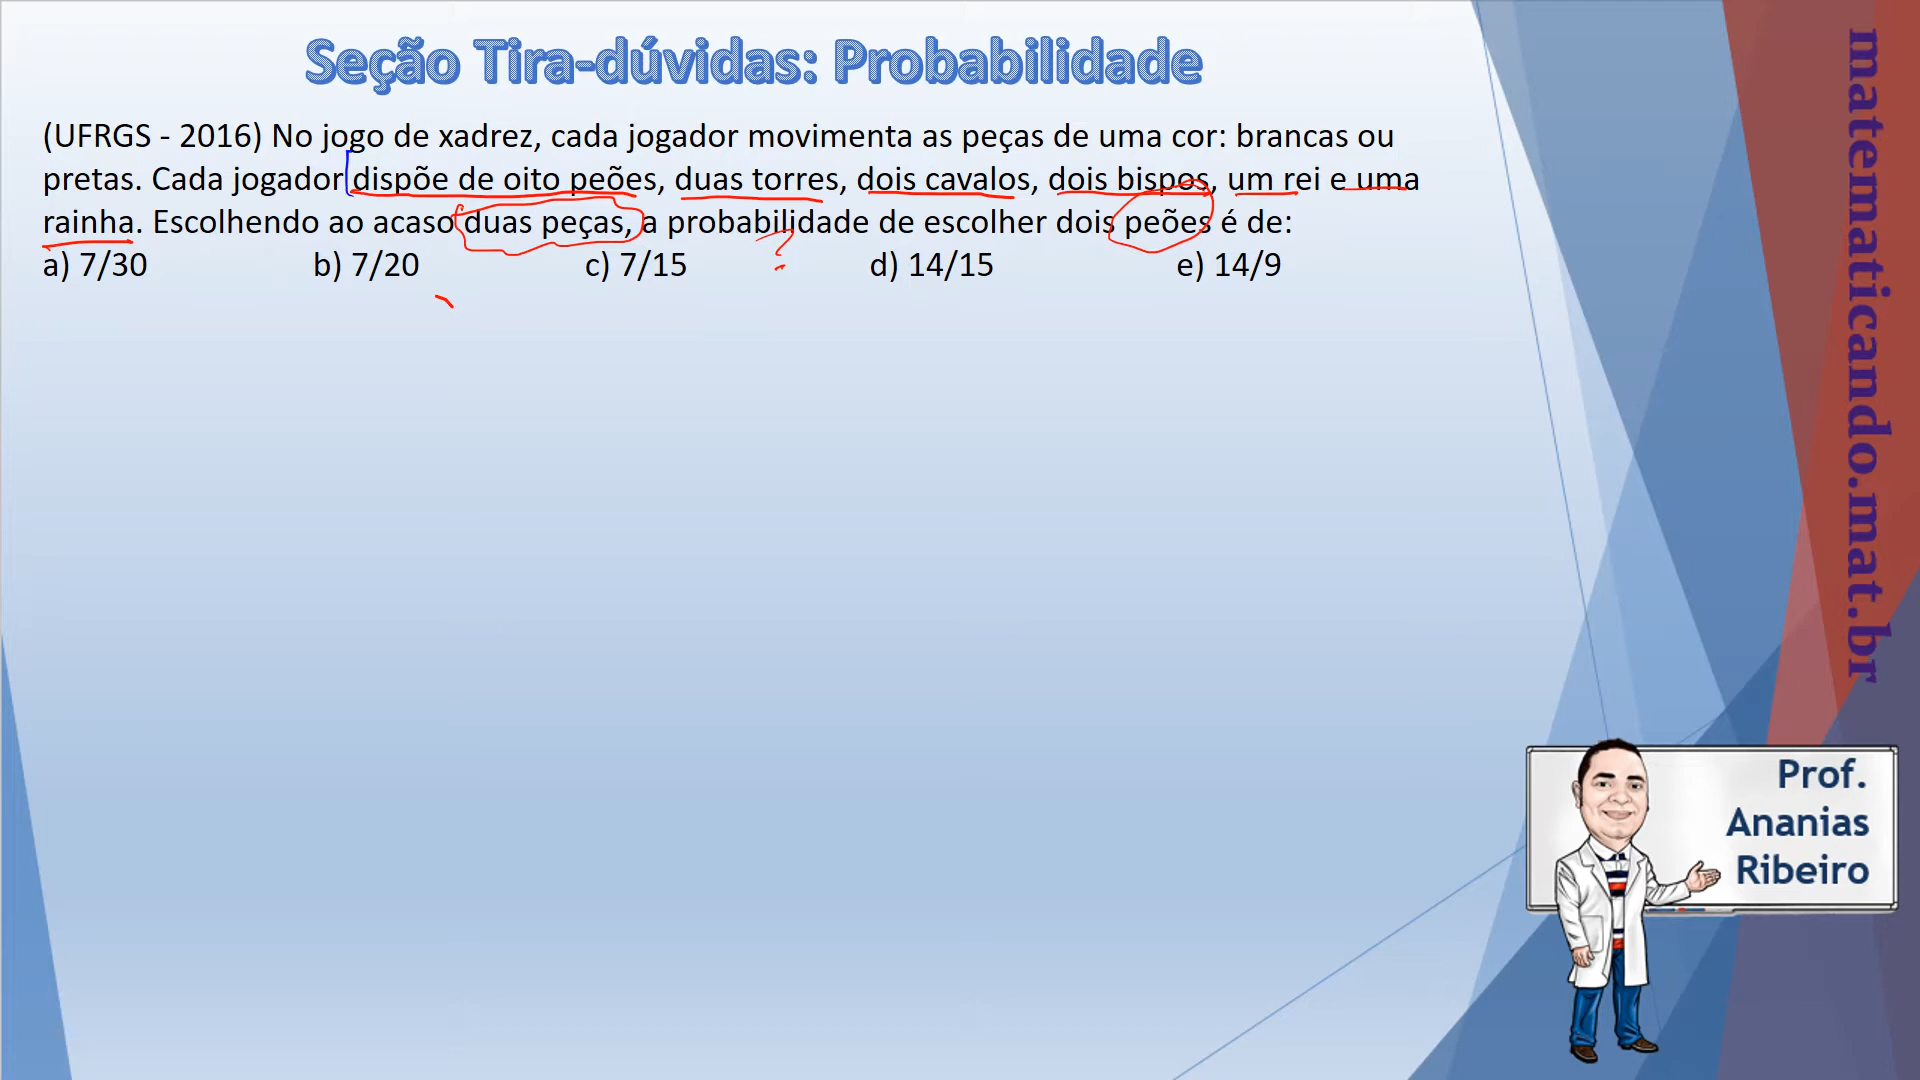 Seção Tira-dúvidas: Probabilidade
(UFRGS - 2016) No jogo de xadrez, cada jogador movimenta as peças de uma cor: brancas ou
pretas. Cada jogador dispõe de oito peões, duas torres, dois cavalos, dois bispos, um rei e uma
rainha. Escolhendo ao acaso duas peças, a probabilidade de escolher dois peões é de:
?
a) 7/30 b) 7/20 c) 7/15 d) 14/15 e) 14/9
matematicando.mat.br
Prof.
Ananias
Ribeiro